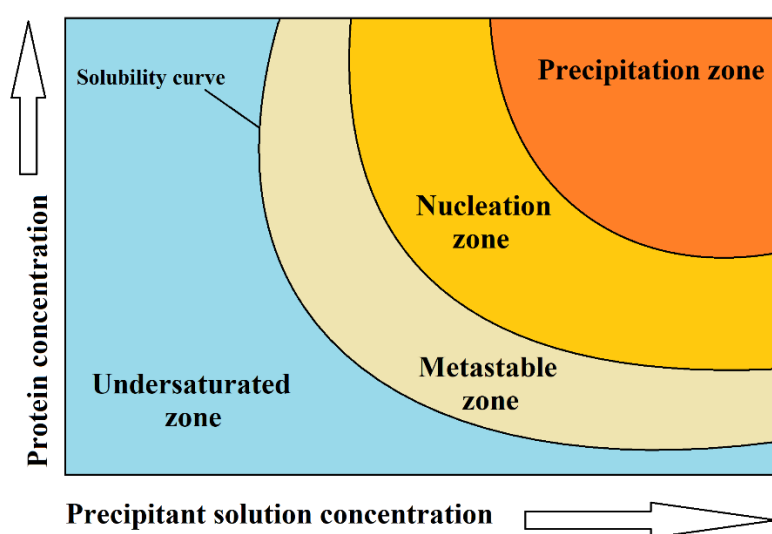 Solubility curve
Precipitation zone
Nucleation
zone
Metastable
zone
Undersaturated
zone
Protein concentration
Precipitant solution concentration